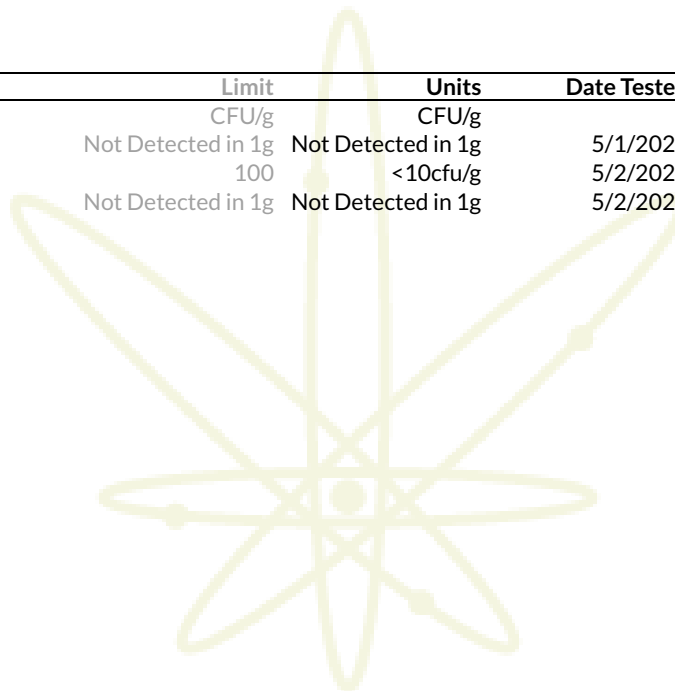 Limit Units Date Teste
CFU/g CFU/g
Not Detected in 1g Not Detected in 1g 5/1/202
100 <10cfu/g 5/2/202
Not Detected in 1g Not Detected in 1g 5/2/202